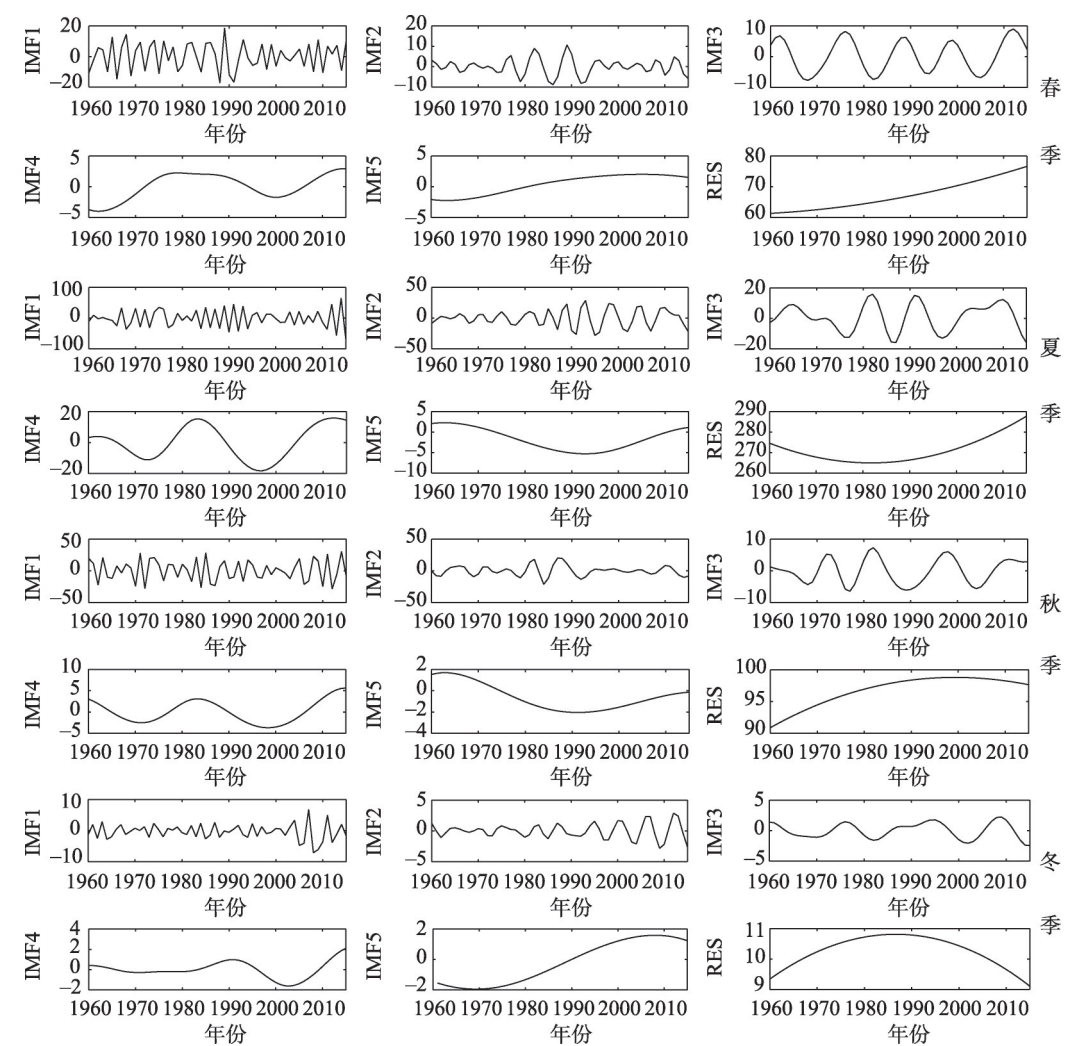 IMF1 20 0 −20 1960 1970 1980 1990 2000 2010 年份
IMF2 20 10 0 −10 1960 1970 1980 1990 2000 2010 年份
IMF3 10 0 −10 1960 1970 1980 1990 2000 2010 年份
IMF4 5 0 −5 1960 1970 1980 1990 2000 2010 年份
IMF5 5 0 −5 1960 1970 1980 1990 2000 2010 年份
RES 80 70 60 1960 1970 1980 1990 2000 2010 年份
春季
IMF1 100 0 −100 1960 1970 1980 1990 2000 2010 年份
IMF2 50 0 −50 1960 1970 1980 1990 2000 2010 年份
IMF3 20 0 −20 1960 1970 1980 1990 2000 2010 年份
IMF4 20 0 −20 1960 1970 1980 1990 2000 2010 年份
IMF5 5 0 −5 −10 1960 1970 1980 1990 2000 2010 年份
RES 290 280 270 260 1960 1970 1980 1990 2000 2010 年份
夏季
IMF1 50 0 −50 1960 1970 1980 1990 2000 2010 年份
IMF2 50 0 −50 1960 1970 1980 1990 2000 2010 年份
IMF3 10 0 −10 1960 1970 1980 1990 2000 2010 年份
IMF4 10 5 0 −5 1960 1970 1980 1990 2000 2010 年份
IMF5 2 0 −2 −4 1960 1970 1980 1990 2000 2010 年份
RES 100 95 90 1960 1970 1980 1990 2000 2010 年份
秋季
IMF1 10 0 −10 1960 1970 1980 1990 2000 2010 年份
IMF2 5 0 −5 1960 1970 1980 1990 2000 2010 年份
IMF3 5 0 −5 1960 1970 1980 1990 2000 2010 年份
IMF4 4 2 0 −2 1960 1970 1980 1990 2000 2010 年份
IMF5 2 0 −2 1960 1970 1980 1990 2000 2010 年份
RES 11 10 9 1960 1970 1980 1990 2000 2010 年份
冬季